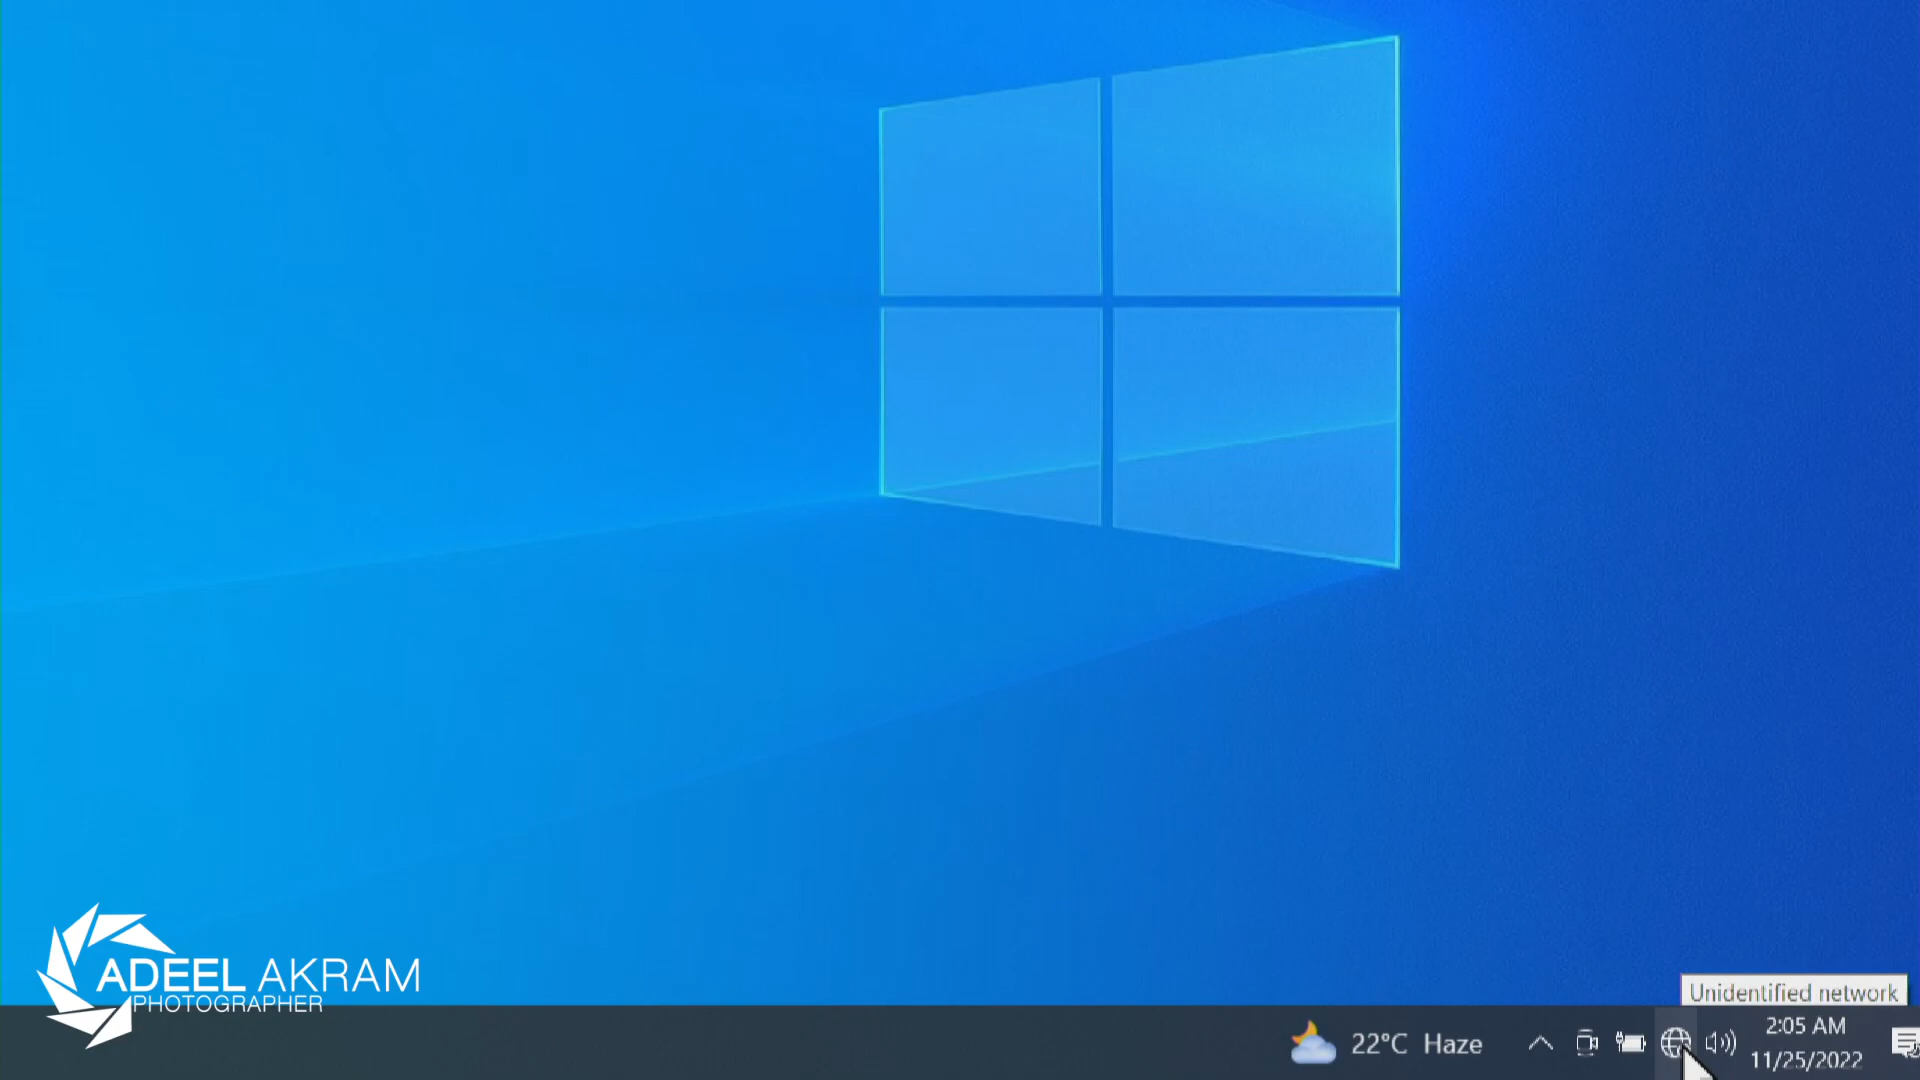 ADEEL AKRAM
PHOTOGRAPHER
Unidentified network
22°C Haze
2:05 AM
11/25/2022